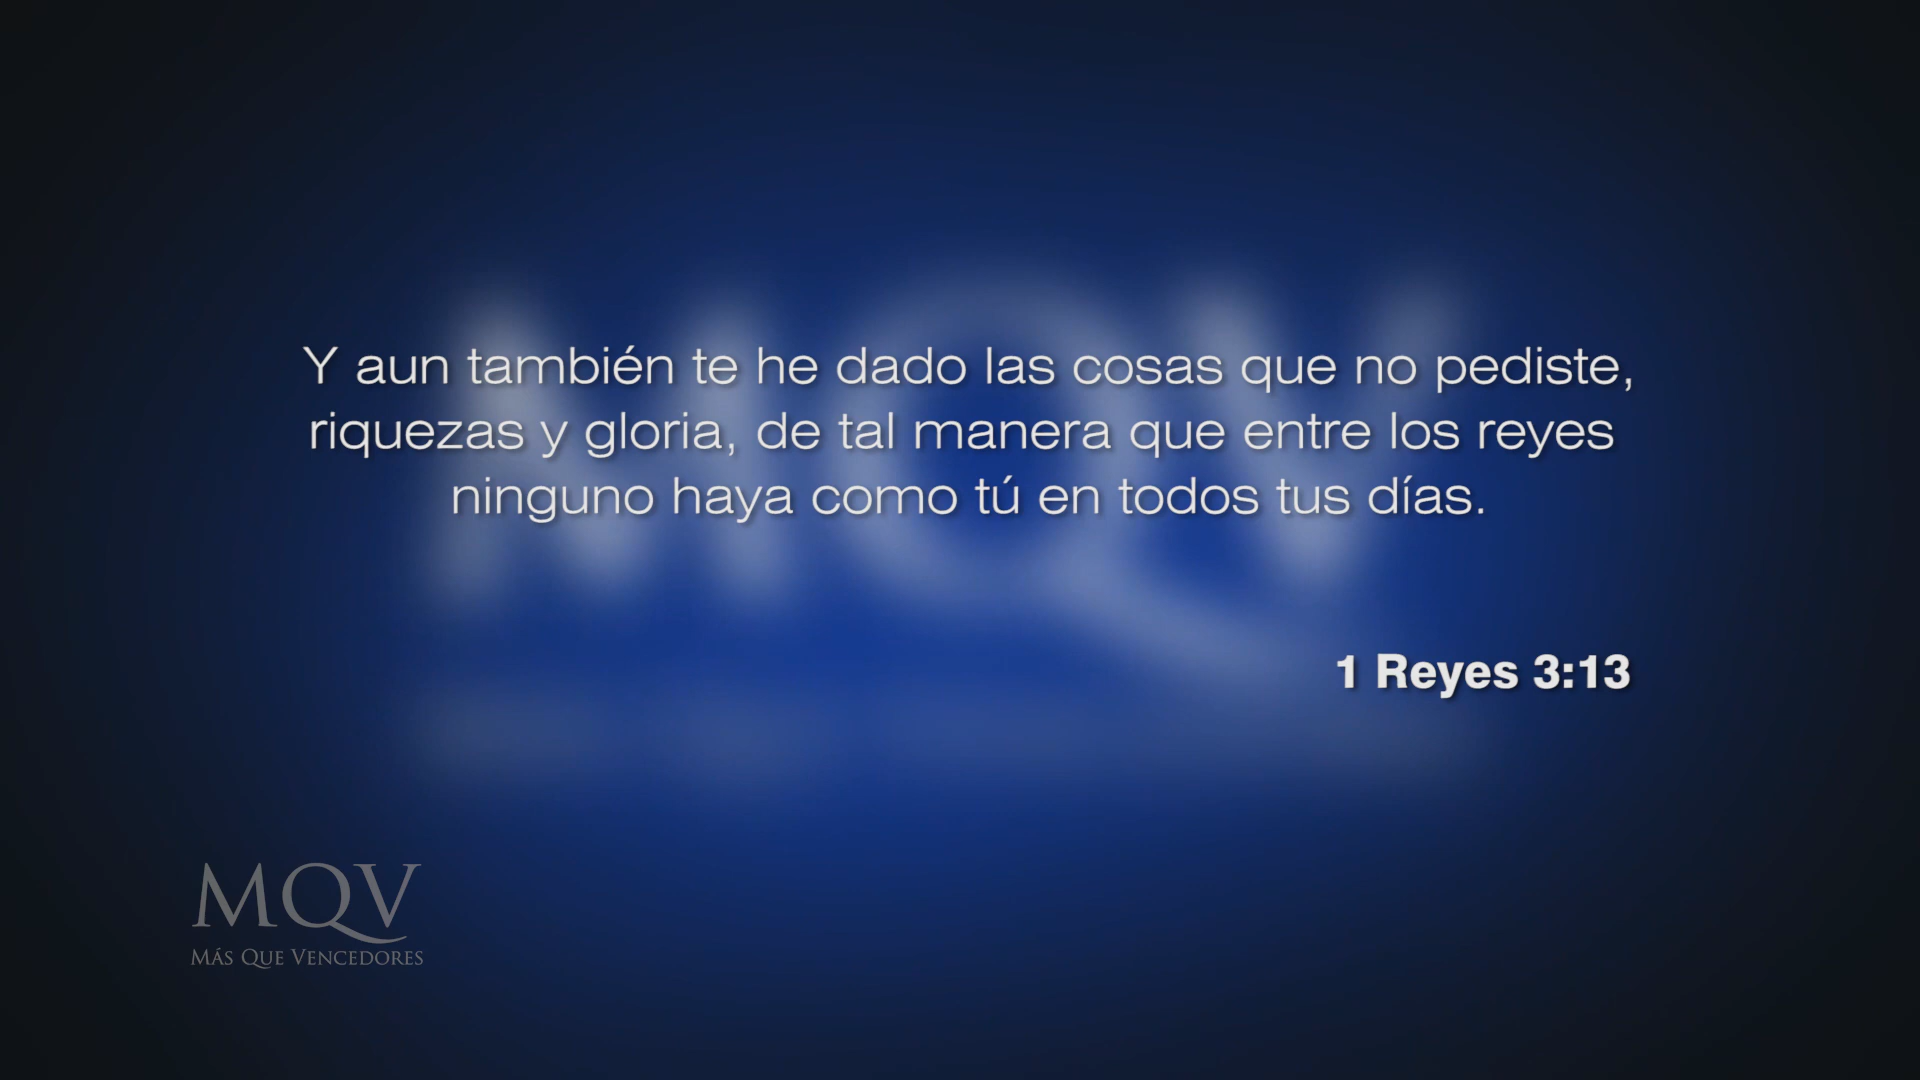 Y aun también te he dado las cosas que no pediste,
riquezas y gloria, de tal manera que entre los reyes
ninguno haya como tú en todos tus días.
1 Reyes 3:13
MQV
MQV
MÁS QUE VENCEDORES